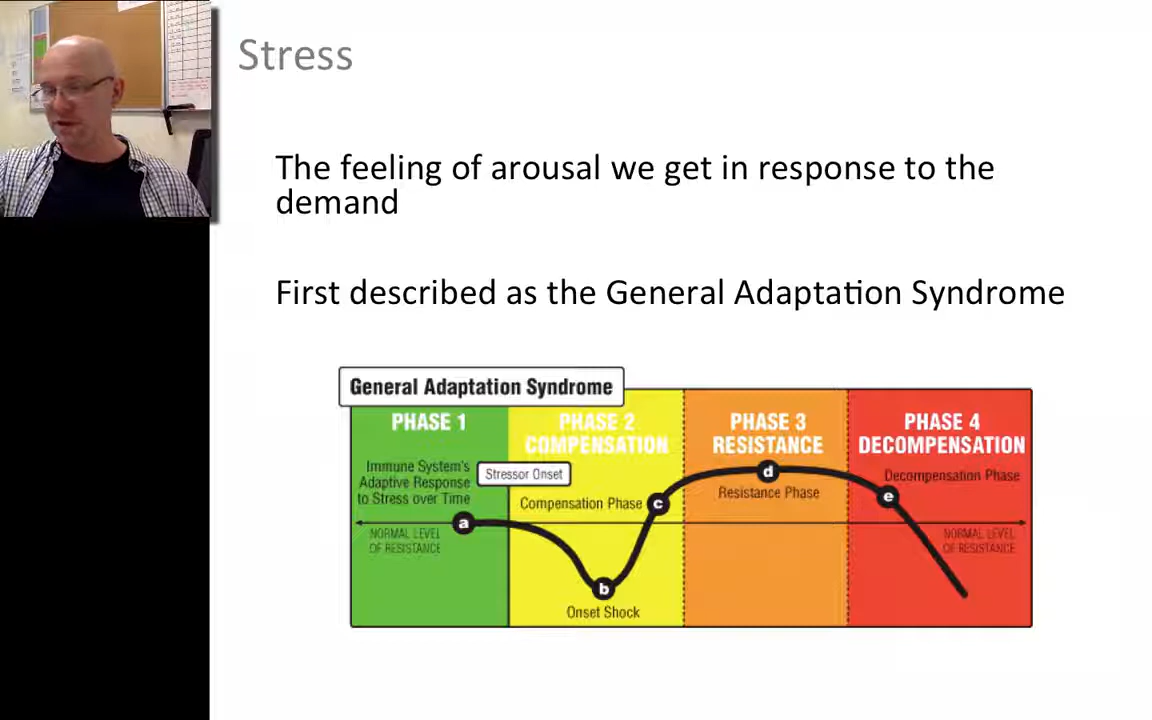 Stress
The feeling of arousal we get in response to the
demand
First described as the General Adaptation Syndrome
General Adaptation Syndrome
PHASE 1
Immune System's
Adaptive Response
to Stress over Time
NORMAL LEVEL
OF RESISTANCE
a
Stressor Onset
PHASE 2
COMPENSATION
Compensation Phase
c
b
Onset Shock
PHASE 3
RESISTANCE
d
Resistance Phase
PHASE 4
DECOMPENSATION
Decompensation Phase
e
NORMAL LEVEL
OF RESISTANCE